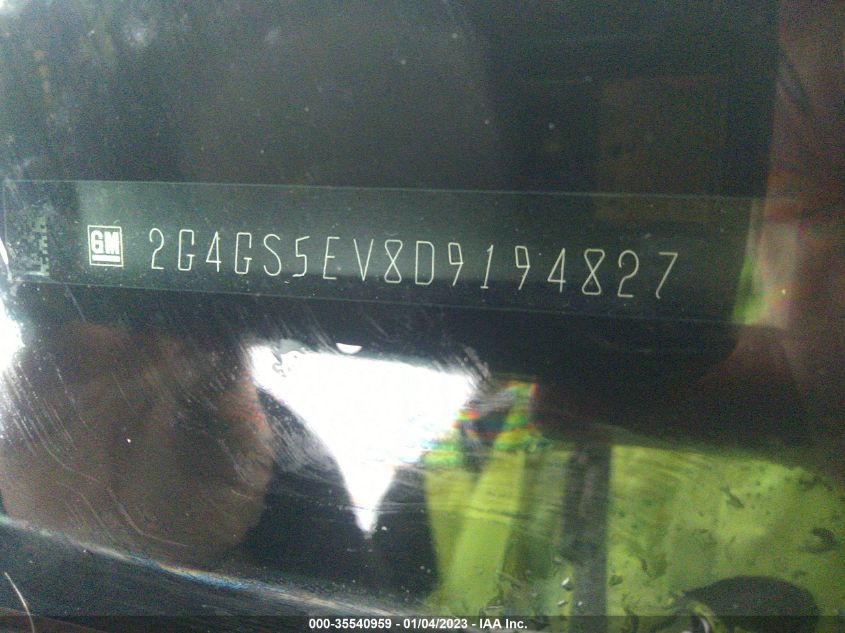 GM 2G4GS5EV8D9194827
000-35540959 - 01/04/2023 - IAA Inc.